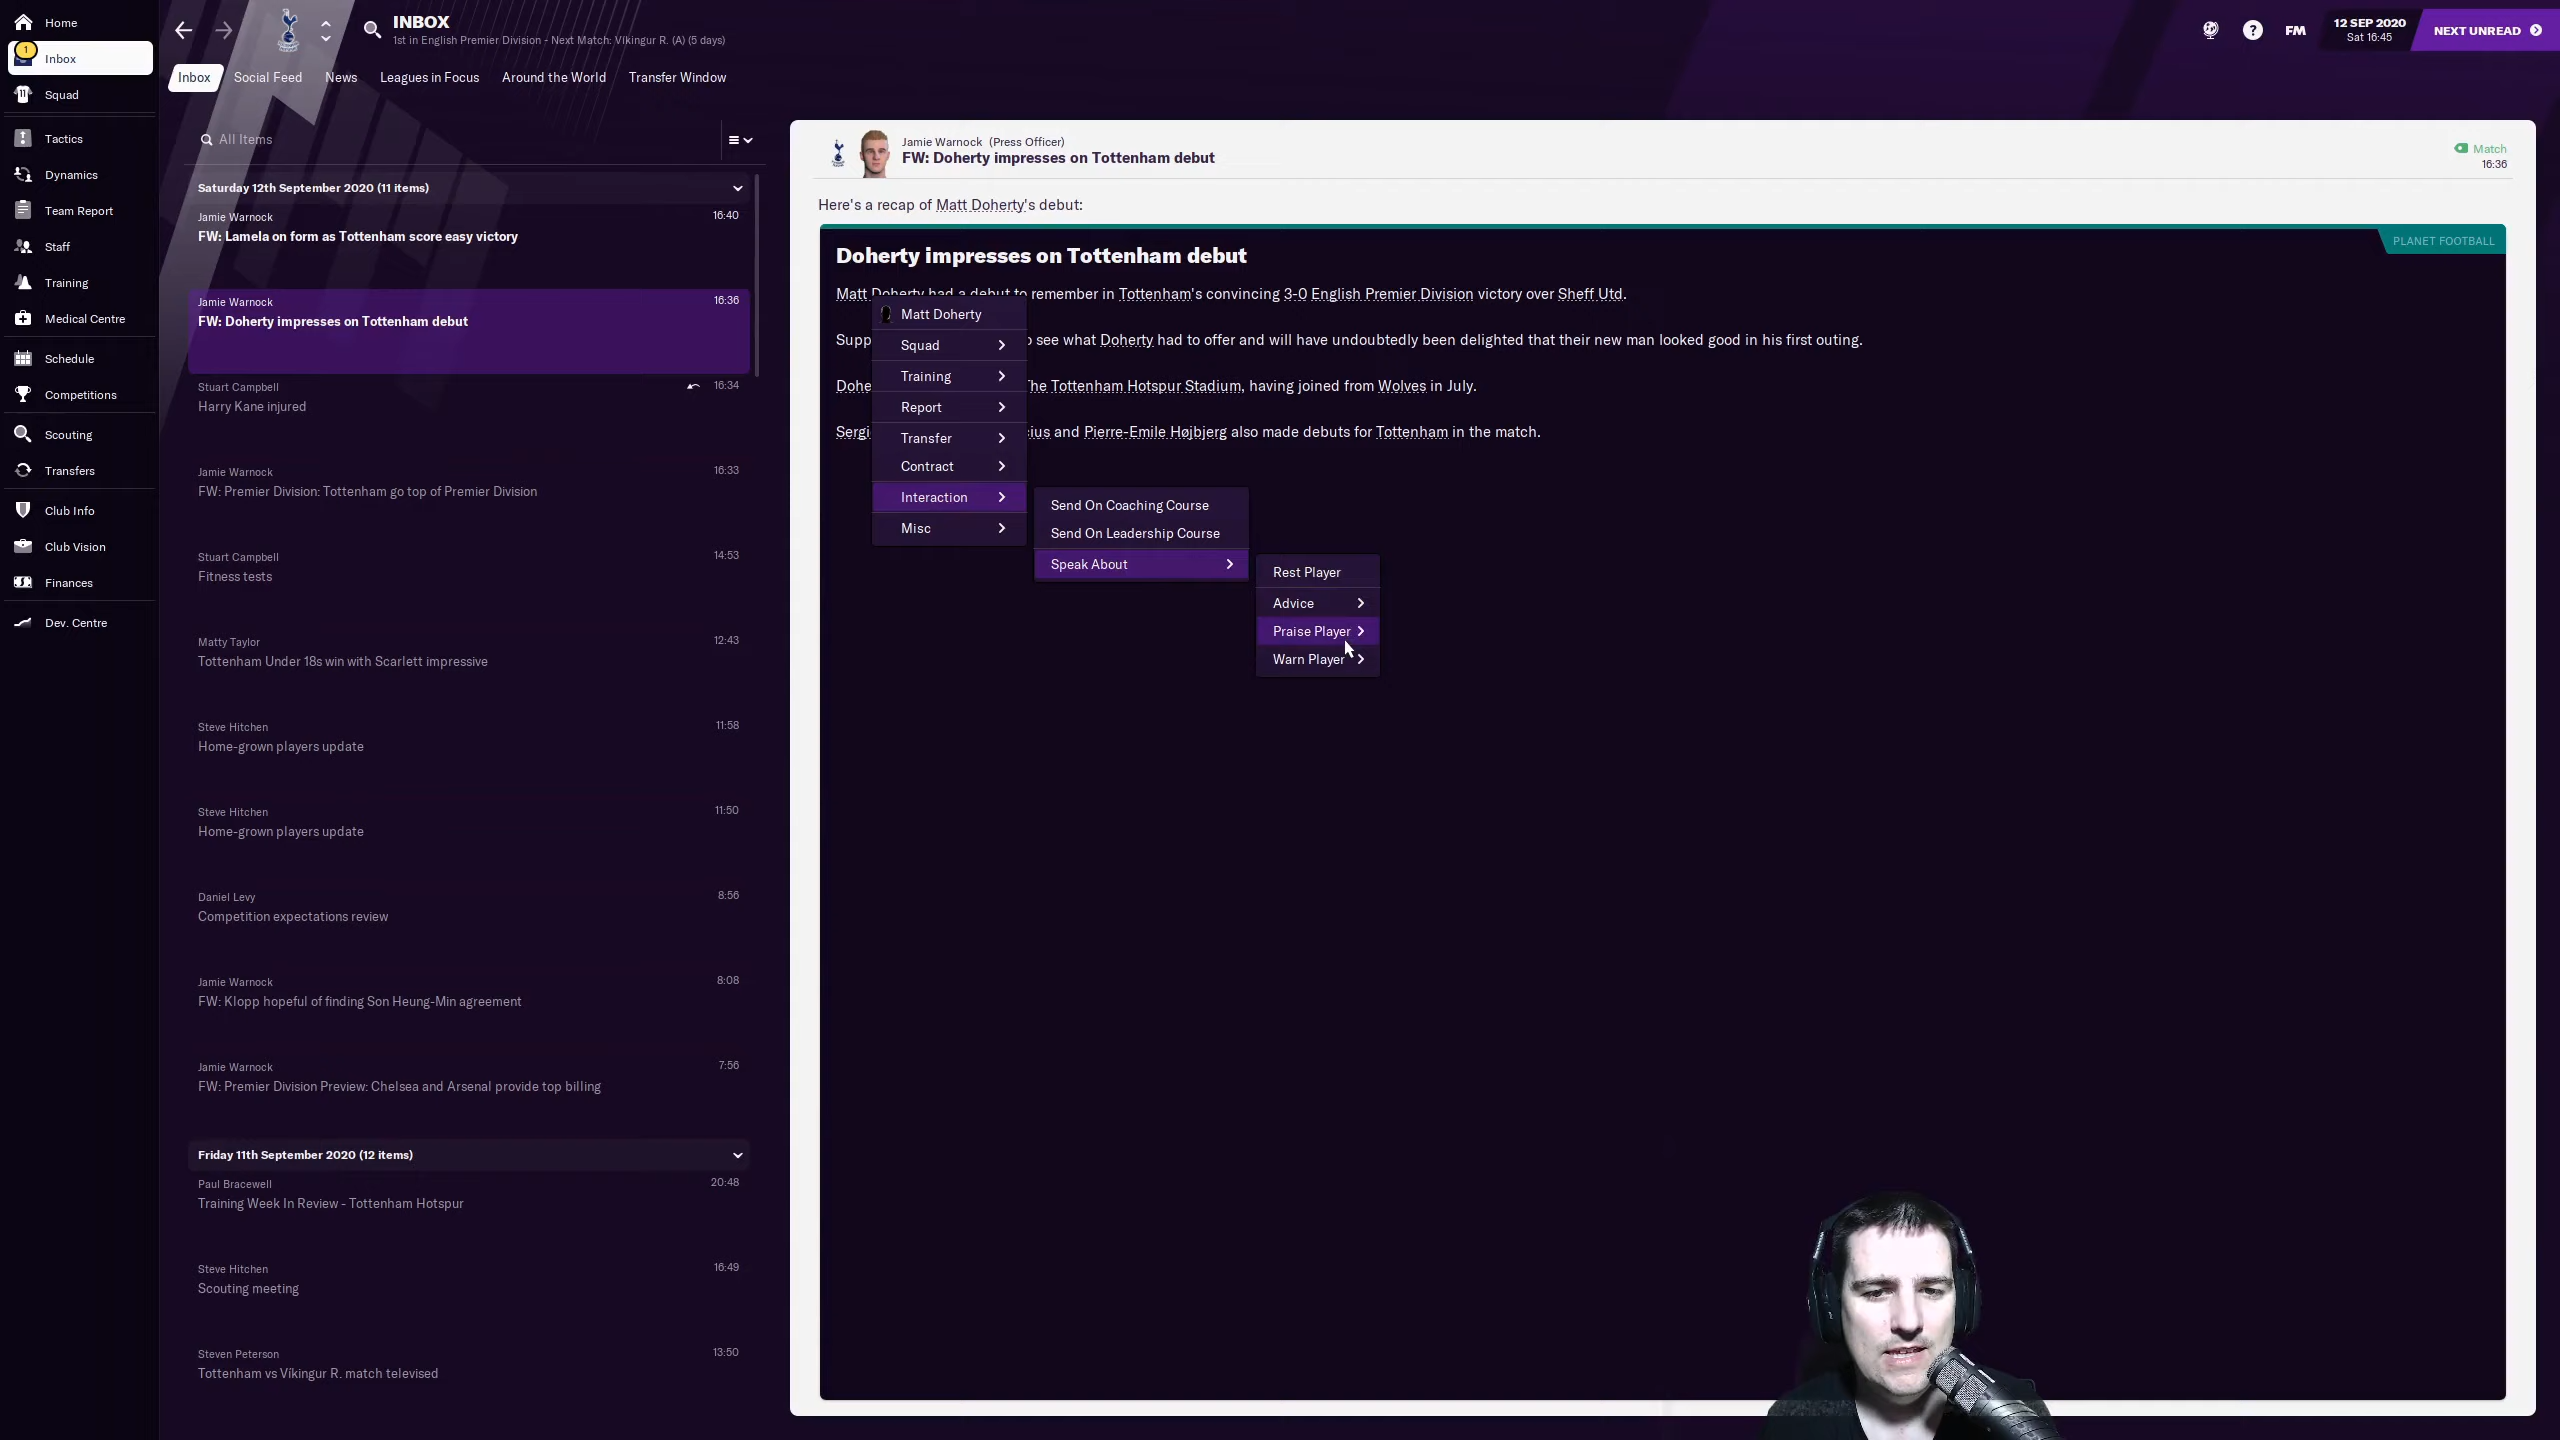 Home
1
Inbox
Squad
Tactics
Dynamics
Team Report
Staff
Training
Medical Centre
Schedule
Competitions
Scouting
Transfers
Club Info
Club Vision
Finances
Dev. Centre
INBOX
1st in English Premier Division - Next Match: Víkingur R. (A) (5 days)
?
FM
12 SEP 2020
Sat 16:45
NEXT UNREAD
Inbox
Social Feed
News
Leagues in Focus
Around the World
Transfer Window
All Items
Saturday 12th September 2020 (11 items)
Jamie Warnock 16:40
FW: Lamela on form as Tottenham score easy victory
Jamie Warnock 16:36
FW: Doherty impresses on Tottenham debut
Stuart Campbell 16:34
Harry Kane injured
Jamie Warnock 16:33
FW: Premier Division: Tottenham go top of Premier Division
Stuart Campbell 14:53
Fitness tests
Matty Taylor 12:43
Tottenham Under 18s win with Scarlett impressive
Steve Hitchen 11:58
Home-grown players update
Steve Hitchen 11:50
Home-grown players update
Daniel Levy 8:56
Competition expectations review
Jamie Warnock 8:08
FW: Klopp hopeful of finding Son Heung-Min agreement
Jamie Warnock 7:56
FW: Premier Division Preview: Chelsea and Arsenal provide top billing
Friday 11th September 2020 (12 items)
Paul Bracewell 20:48
Training Week In Review - Tottenham Hotspur
Steve Hitchen 16:49
Scouting meeting
Steven Peterson 13:50
Tottenham vs Víkingur R. match televised
Jamie Warnock (Press Officer)
FW: Doherty impresses on Tottenham debut
Match
16:36
Here's a recap of Matt Doherty's debut:
PLANET FOOTBALL
Doherty impresses on Tottenham debut
Matt Doherty had a debut to remember in Tottenham's convincing 3-0 English Premier Division victory over Sheff Utd.
Supp see what Doherty had to offer and will have undoubtedly been delighted that their new man looked good in his first outing.
Dohe The Tottenham Hotspur Stadium, having joined from Wolves in July.
Sergi ius and Pierre-Emile Højbjerg also made debuts for Tottenham in the match.
Matt Doherty
Squad
Training
Report
Transfer
Contract
Interaction
Misc
Send On Coaching Course
Send On Leadership Course
Speak About
Rest Player
Advice
Praise Player
Warn Player